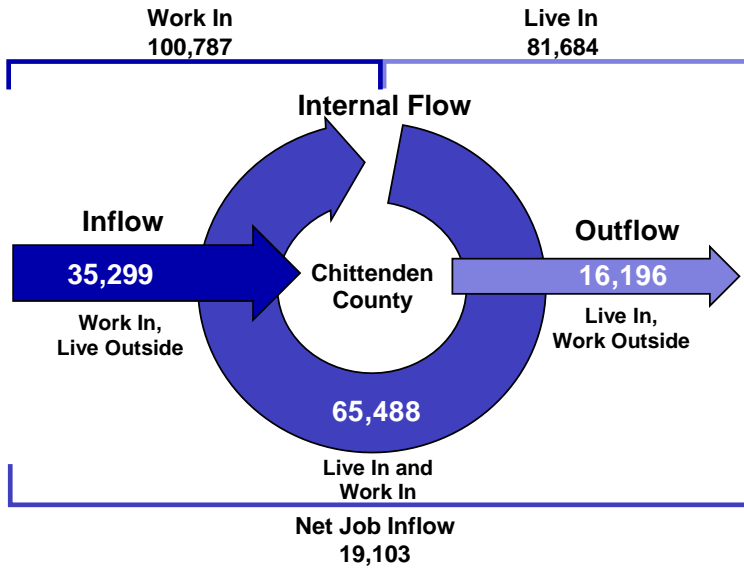 Work In
100,787
Live In
81,684
Internal Flow
Inflow
35,299
Work In,
Live Outside
Chittenden
County
Outflow
16,196
Live In,
Work Outside
65,488
Live In and
Work In
Net Job Inflow
19,103